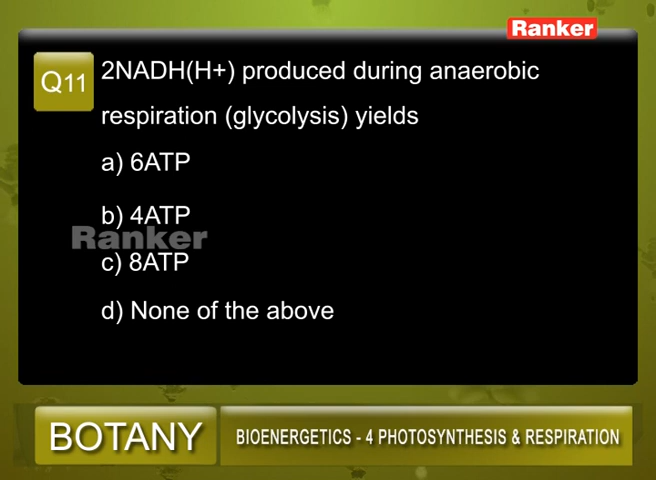 Ranker
Q11
2NADH(H+) produced during anaerobic
respiration (glycolysis) yields
a) 6ATP
b) 4ATP
Ranker
c) 8ATP
d) None of the above
BOTANY
BIOENERGETICS - 4 PHOTOSYNTHESIS & RESPIRATION